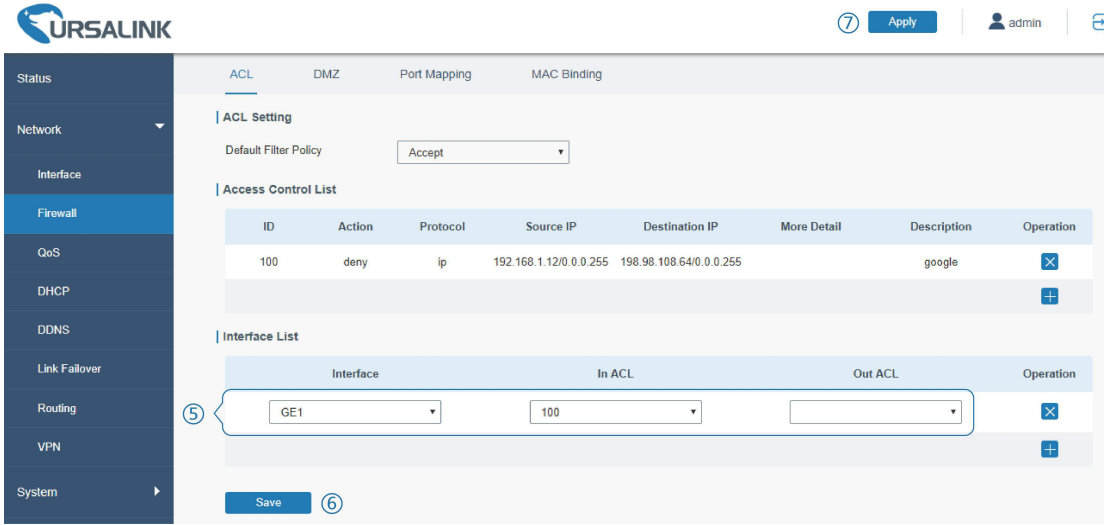 URSALINK
⑦ Apply admin
Status
ACL DMZ Port Mapping MAC Binding
ACL Setting
Network
Default Filter Policy Accept
Interface
Access Control List
Firewall
ID Action Protocol Source IP Destination IP More Detail Description Operation
QoS
100 deny ip 192.168.1.12/0.0.0.255 198.98.108.64/0.0.0.255 google
DHCP
DDNS
Interface List
Link Failover
Interface In ACL Out ACL Operation
Routing
⑤ GE1 100
VPN
System
Save ⑥